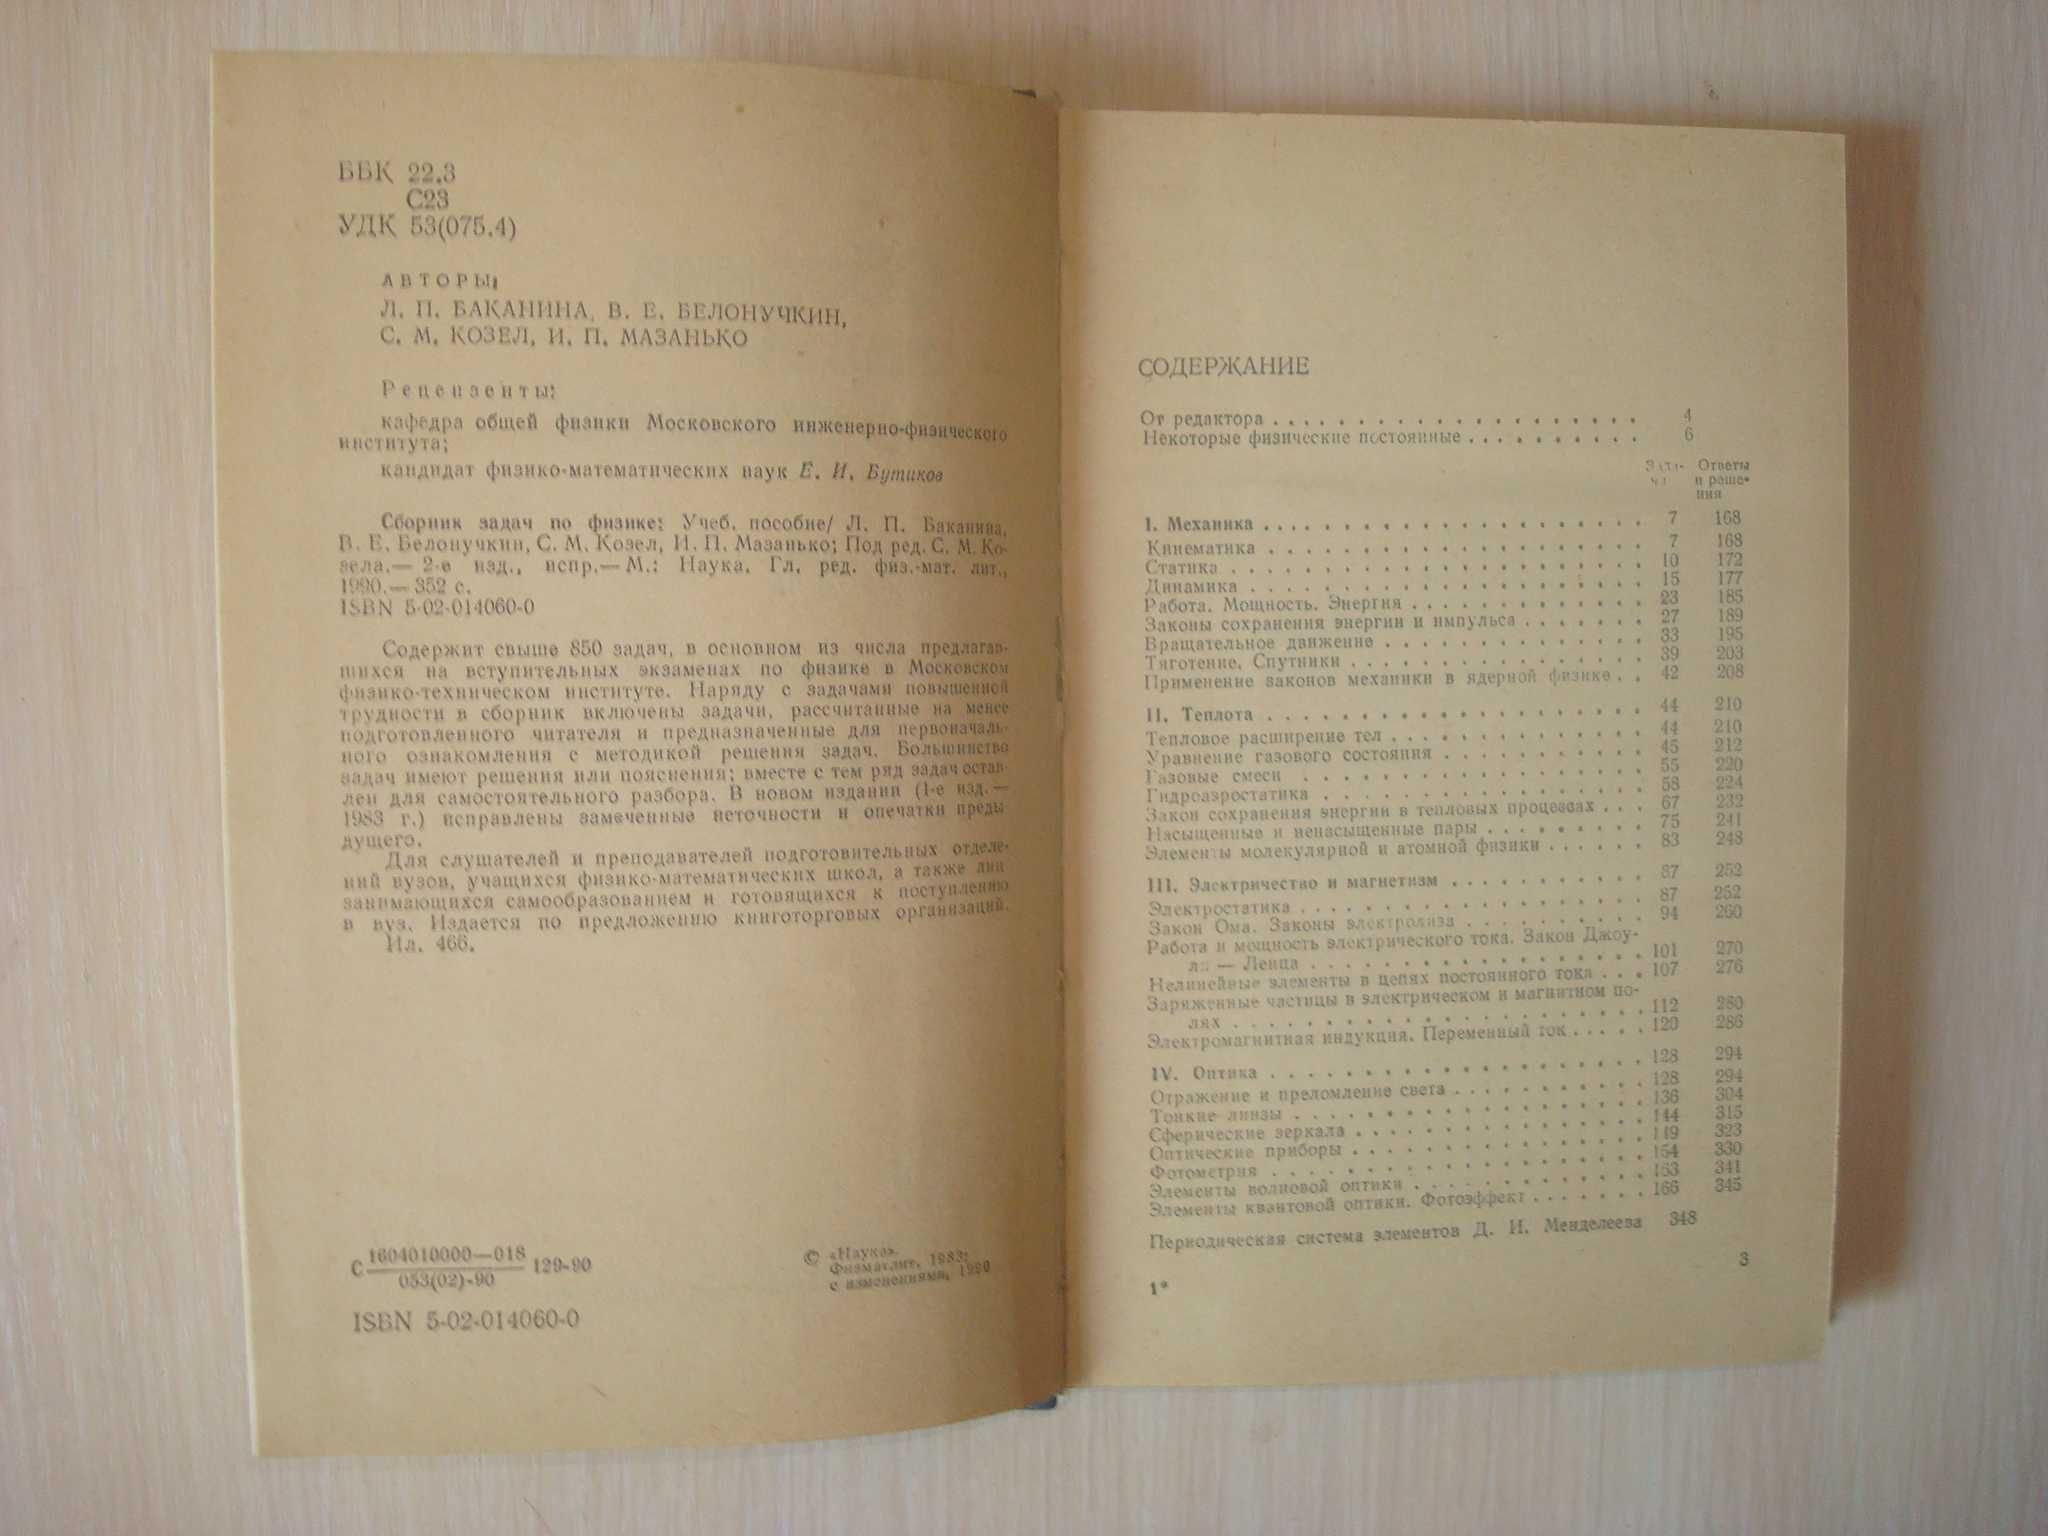 ББК 22.3
С23
УДК 53(075.4)
АВТОРЫ:
Л. П. БАКАНИНА, В. Е. БЕЛОНУЧКИН,
С. М. КОЗЕЛ, И. П. МАЗАНЬКО
Рецензенты:
кафедра общей физики Московского инженерно-физического
института;
кандидат физико-математических наук Е. И. Бутиков
Сборник задач по физике: Учеб. пособие/ Л. П. Баканина,
В. Е. Белонучкин, С. М. Козел, И. П. Мазанько; Под ред. С. М. Ко-
зела.— 2-е изд., испр.— М.: Наука. Гл. ред. физ.-мат. лит.,
1990.— 352 с.
ISBN 5-02-014060-0
Содержит свыше 850 задач, в основном из числа предлагав-
шихся на вступительных экзаменах по физике в Московском
физико-техническом институте. Наряду с задачами повышенной
трудности в сборник включены задачи, рассчитанные на менее
подготовленного читателя и предназначенные для первоначаль-
ного ознакомления с методикой решения задач. Большинство
задач имеют решения или пояснения; вместе с тем ряд задач остав-
лен для самостоятельного разбора. В новом издании (1-е изд.—
1983 г.) исправлены замеченные неточности и опечатки преды-
дущего.
Для слушателей и преподавателей подготовительных отделе-
ний вузов, учащихся физико-математических школ, а также лиц
занимающихся самообразованием и готовящихся к поступлению
в вуз. Издается по предложению книготорговых организаций.
Ил. 466.
С 1604010000—018 129-90
053(02)-90
© «Наука».
Физматлит, 1983;
с изменениями, 1990
ISBN 5-02-014060-0
СОДЕРЖАНИЕ
От редактора . . . . . . . . . . 4
Некоторые физические постоянные . . . . . . . . . . 6
Зада- Ответы
чи и реше-
ния
I. Механика . . . . . . . . . . 7 168
Кинематика . . . . . . . . . . 7 168
Статика . . . . . . . . . . 10 172
Динамика . . . . . . . . . . 15 177
Работа. Мощность. Энергия . . . . . . . . . . 23 185
Законы сохранения энергии и импульса . . . . . . . 27 189
Вращательное движение . . . . . . . . . . 33 195
Тяготение. Спутники . . . . . . . . . . 39 203
Применение законов механики в ядерной физике . . 42 208
II. Теплота . . . . . . . . . . 44 210
Тепловое расширение тел . . . . . . . . . . 44 210
Уравнение газового состояния . . . . . . . . . . 45 212
Газовые смеси . . . . . . . . . . 55 220
Гидроаэростатика . . . . . . . . . . 58 224
Закон сохранения энергии в тепловых процессах . . . 67 232
Насыщенные и ненасыщенные пары . . . . . . . . . 75 241
Элементы молекулярной и атомной физики . . . . . . 83 248
III. Электричество и магнетизм . . . . . . . . . . 87 252
Электростатика . . . . . . . . . . 87 252
Закон Ома. Законы электролиза . . . . . . . . . . 94 260
Работа и мощность электрического тока. Закон Джоу-
ля — Ленца . . . . . . . . . . 101 270
Нелинейные элементы в цепях постоянного тока . . . 107 276
Заряженные частицы в электрическом и магнитном по-
лях . . . . . . . . . . 112 280
Электромагнитная индукция. Переменный ток . . . . . 120 286
IV. Оптика . . . . . . . . . . 128 294
Отражение и преломление света . . . . . . . . . . 128 294
Тонкие линзы . . . . . . . . . . 136 304
Сферические зеркала . . . . . . . . . . 144 315
Оптические приборы . . . . . . . . . . 149 323
Фотометрия . . . . . . . . . . 154 330
Элементы волновой оптики . . . . . . . . . . 163 341
Элементы квантовой оптики. Фотоэффект . . . . . . . 166 345
Периодическая система элементов Д. И. Менделеева 348
3
1*